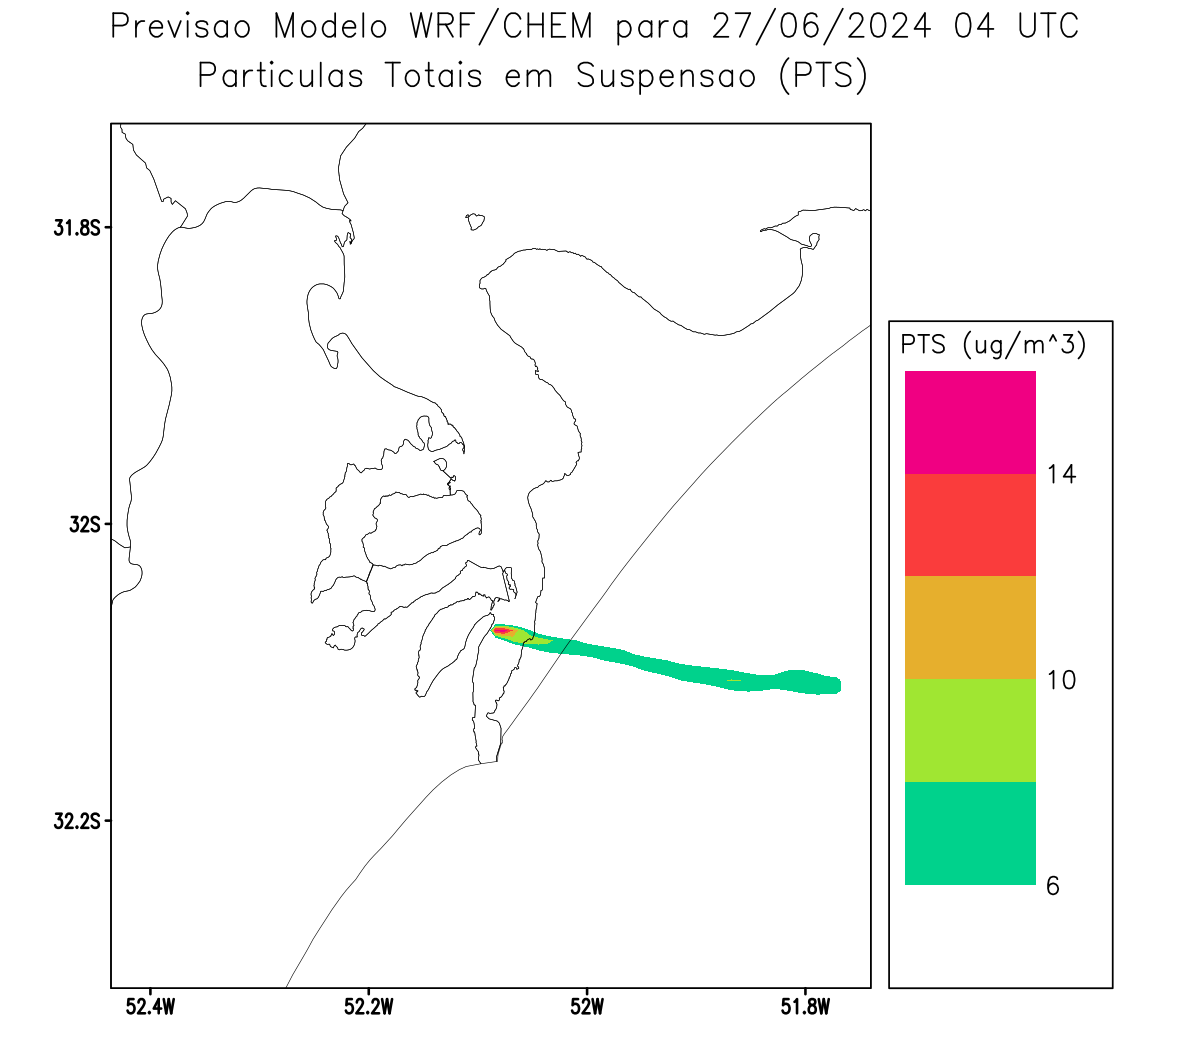 Previsao Modelo WRF/CHEM para 27/06/2024 04 UTC
Particulas Totais em Suspensao (PTS)
31.8S
32S
32.2S
52.4W
52.2W
52W
51.8W
PTS (ug/m^3)
14
10
6